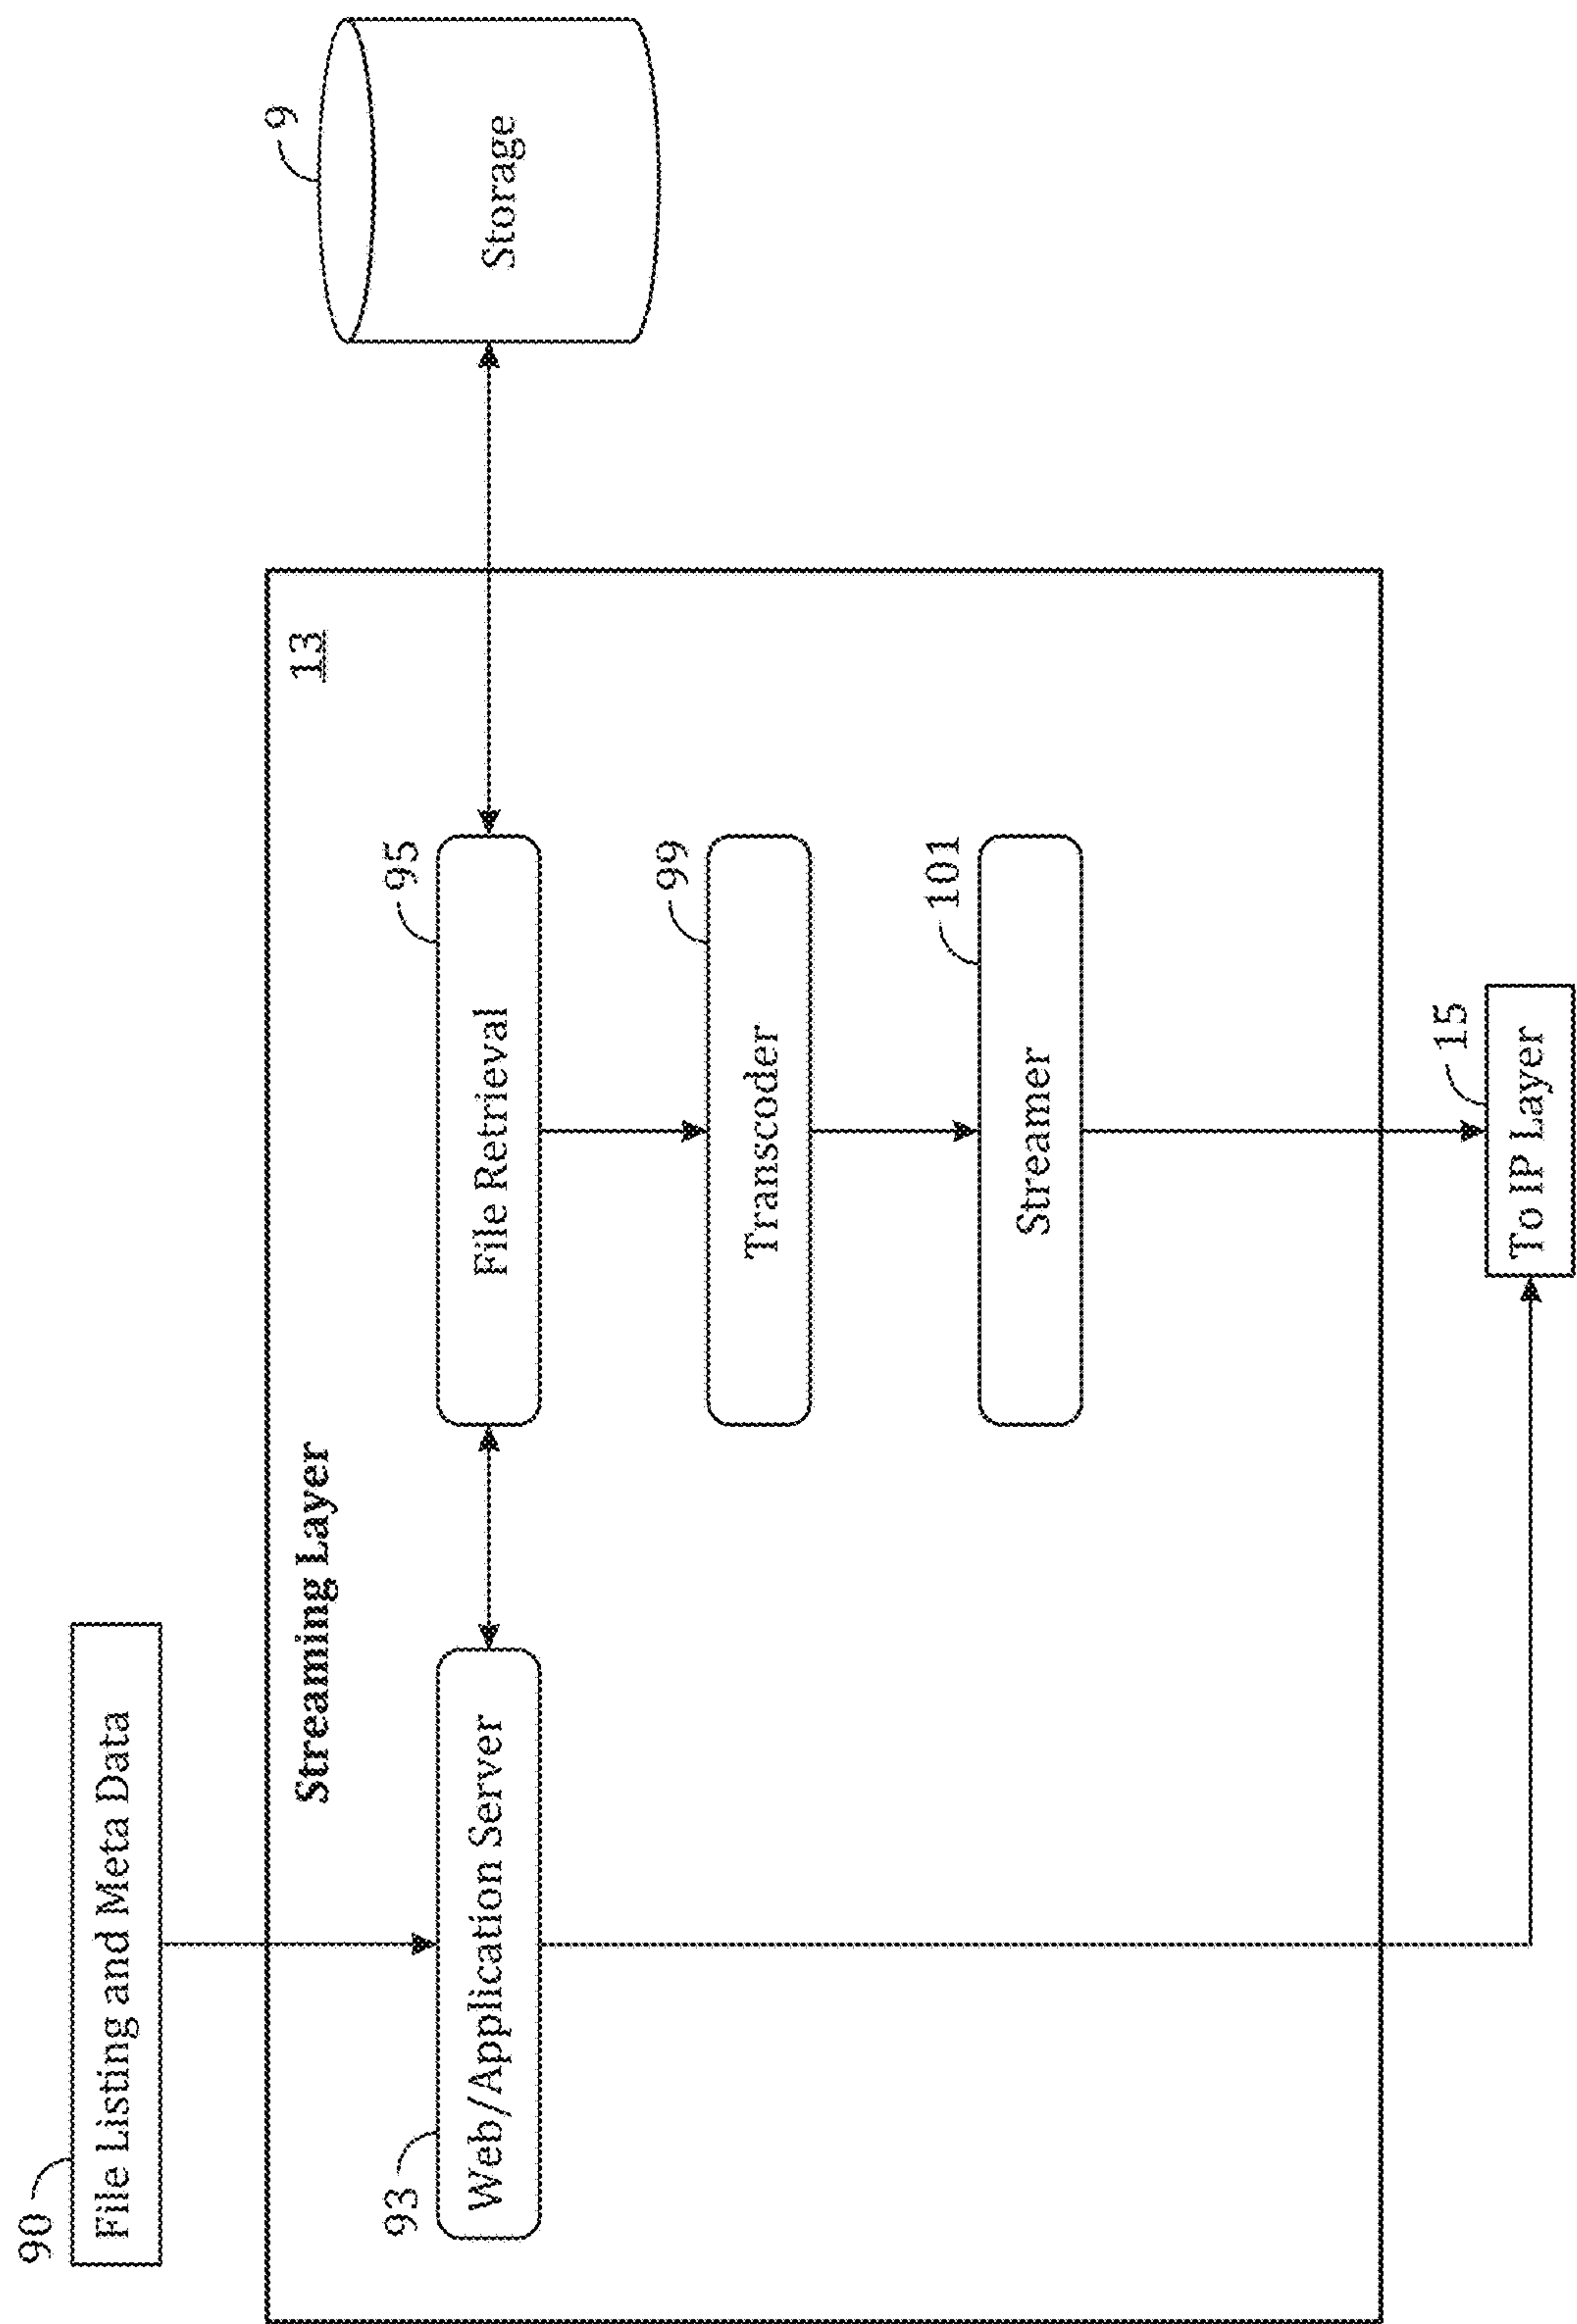 90
File Listing and Meta Data
Streaming Layer
13
9
Storage
93
Web/Application Server
95
File Retrieval
99
Transcoder
101
Streamer
15
To IP Layer